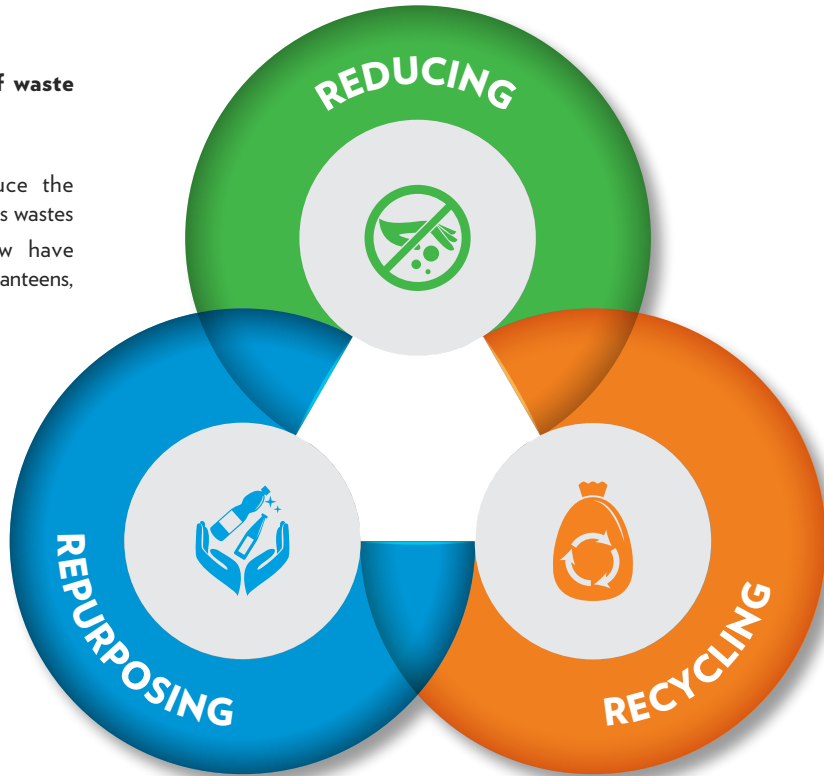 f waste
uce the
s wastes
w have
anteens,
REDUCING
REPURPOSING
RECYCLING